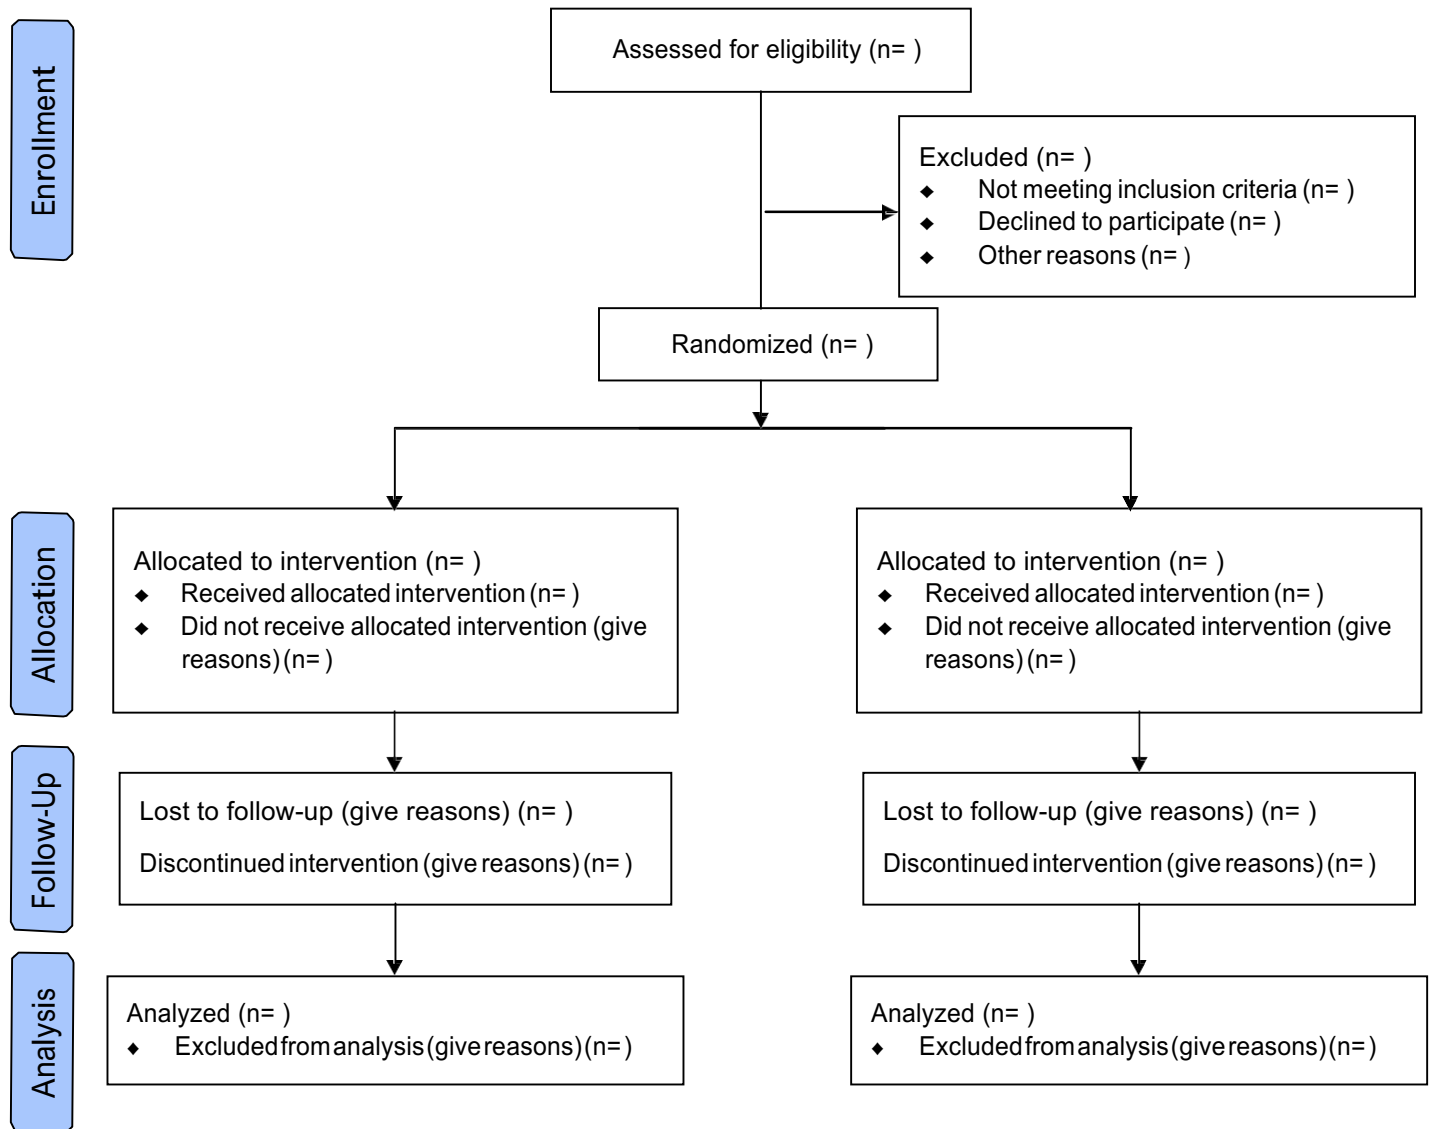 Enrollment
Assessed for eligibility (n= )
Excluded (n= )
◆ Not meeting inclusion criteria (n= )
◆ Declined to participate (n= )
◆ Other reasons (n= )
Randomized (n= )
Allocation
Allocated to intervention (n= )
◆ Received allocated intervention (n= )
◆ Did not receive allocated intervention (give
reasons) (n= )
Allocated to intervention (n= )
◆ Received allocated intervention (n= )
◆ Did not receive allocated intervention (give
reasons) (n= )
Follow-Up
Lost to follow-up (give reasons) (n= )
Discontinued intervention (give reasons) (n= )
Lost to follow-up (give reasons) (n= )
Discontinued intervention (give reasons) (n= )
Analysis
Analyzed (n= )
◆ Excluded from analysis (give reasons) (n= )
Analyzed (n= )
◆ Excluded from analysis (give reasons) (n= )